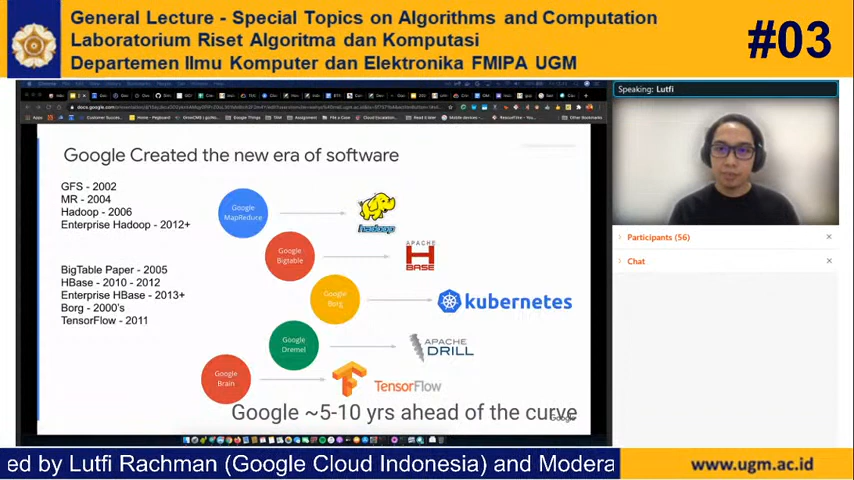 General Lecture - Special Topics on Algorithms and Computation
Laboratorium Riset Algoritma dan Komputasi
Departemen Ilmu Komputer dan Elektronika FMIPA UGM
#03
Speaking: Lutfi
docs.google.com
Google Created the new era of software
GFS - 2002
MR - 2004
Hadoop - 2006
Enterprise Hadoop - 2012+
BigTable Paper - 2005
HBase - 2010 - 2012
Enterprise HBase - 2013+
Borg - 2000's
TensorFlow - 2011
Google
MapReduce
hadoop
Google
Bigtable
APACHE
HBASE
Google
Borg
kubernetes
Google
Dremel
APACHE
DRILL
Google
Brain
TensorFlow
Google ~5-10 yrs ahead of the curve
Google
Participants (56)
Chat
ed by Lutfi Rachman (Google Cloud Indonesia) and Modera
www.ugm.ac.id